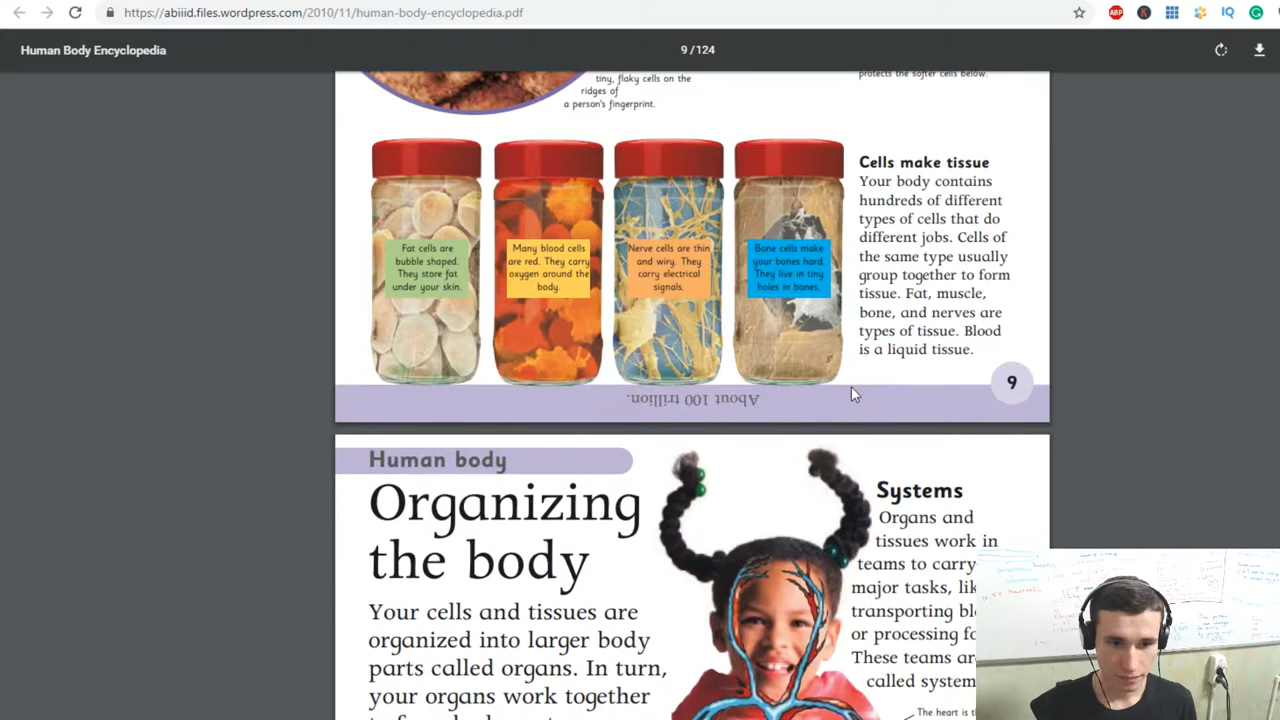 https://abiiid.files.wordpress.com/2010/11/human-body-encyclopedia.pdf
ABP
K
IQ
G
Human Body Encyclopedia
9 / 124
tiny, flaky cells on the
ridges of
a person's fingerprint.
protects the softer cells below.
Fat cells are
bubble shaped.
They store fat
under your skin.
Many blood cells
are red. They carry
oxygen around the
body.
Nerve cells are thin
and wiry. They
carry electrical
signals.
Bone cells make
your bones hard.
They live in tiny
holes in bones.
Cells make tissue
Your body contains
hundreds of different
types of cells that do
different jobs. Cells of
the same type usually
group together to form
tissue. Fat, muscle,
bone, and nerves are
types of tissue. Blood
is a liquid tissue.
9
About 100 trillion.
Human body
Organizing
the body
Your cells and tissues are
organized into larger body
parts called organs. In turn,
your organs work together
Systems
Organs and
tissues work in
teams to carry
major tasks, lik
transporting bl
or processing fo
These teams ar
called system
The heart is t